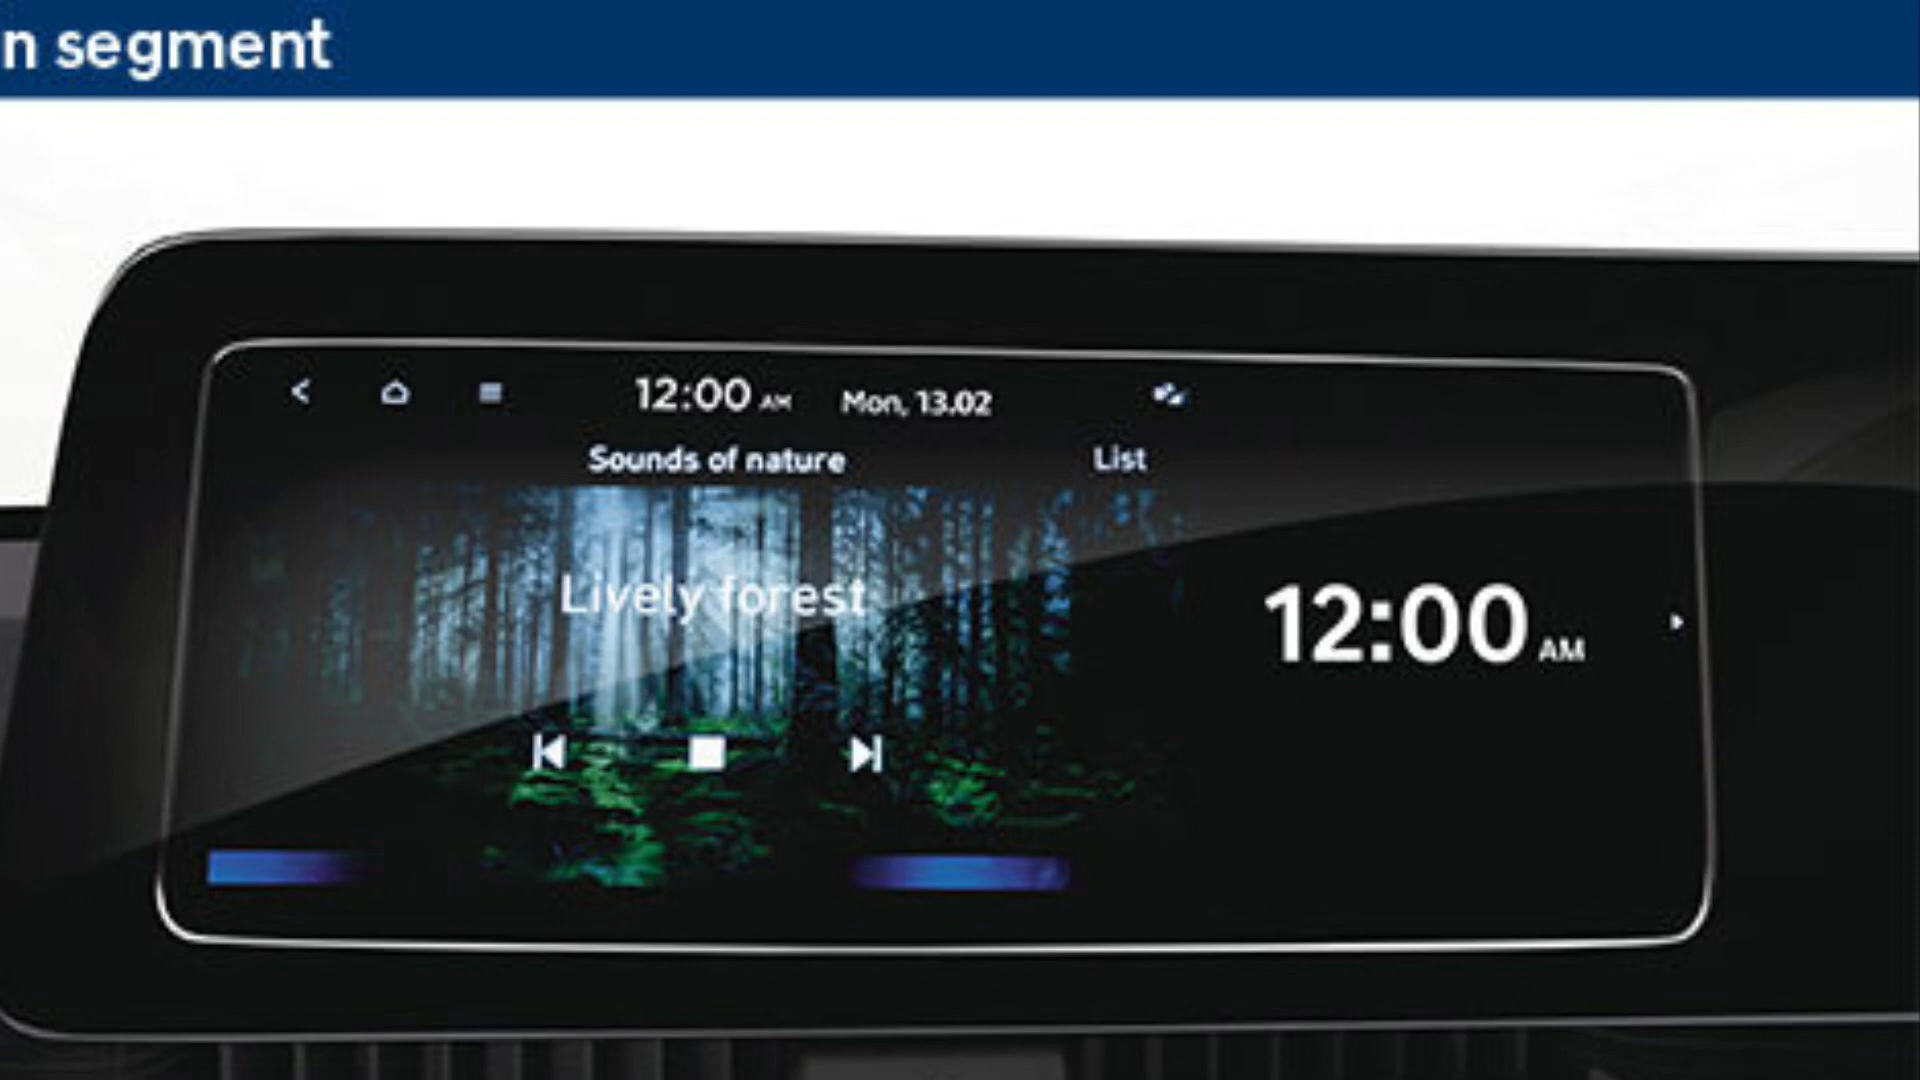 n segment
12:00 AM Mon, 13.02
Sounds of nature List
Lively forest
12:00 AM